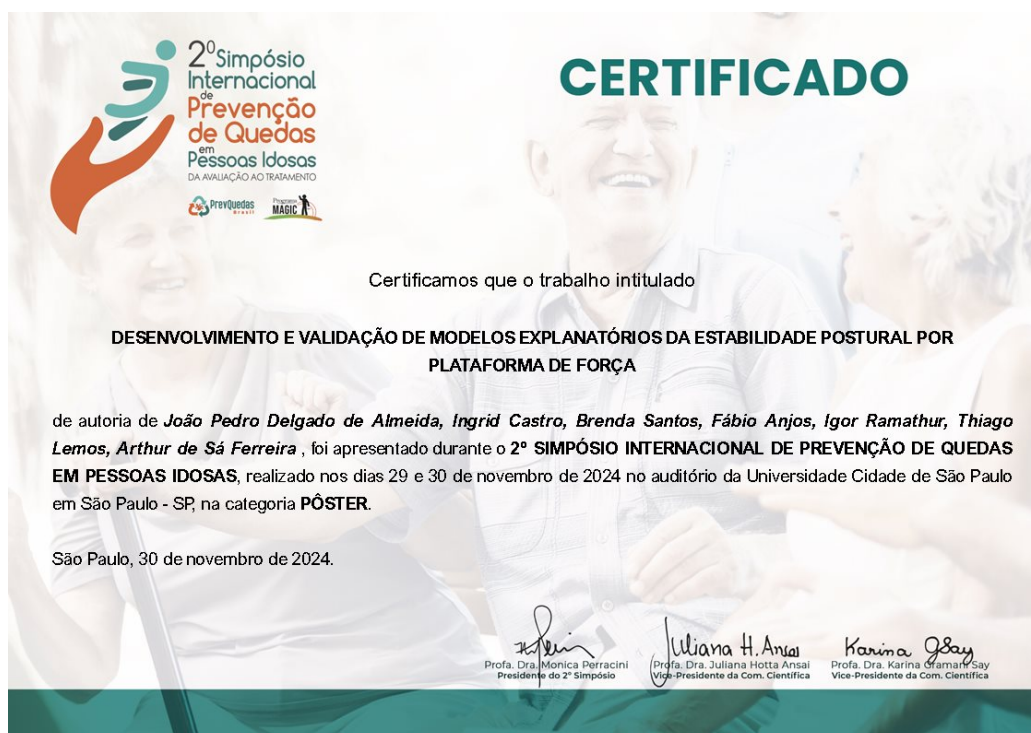 2º Simpósio
Internacional
de
Prevenção
de Quedas
em
Pessoas Idosas
DA AVALIAÇÃO AO TRATAMENTO
PrevQuedas
Brasil
Programa
MAGIC
CERTIFICADO
Certificamos que o trabalho intitulado
DESENVOLVIMENTO E VALIDAÇÃO DE MODELOS EXPLANATÓRIOS DA ESTABILIDADE POSTURAL POR
PLATAFORMA DE FORÇA
de autoria de João Pedro Delgado de Almeida, Ingrid Castro, Brenda Santos, Fábio Anjos, Igor Ramathur, Thiago
Lemos, Arthur de Sá Ferreira , foi apresentado durante o 2º SIMPÓSIO INTERNACIONAL DE PREVENÇÃO DE QUEDAS
EM PESSOAS IDOSAS, realizado nos dias 29 e 30 de novembro de 2024 no auditório da Universidade Cidade de São Paulo
em São Paulo - SP, na categoria PÔSTER.
São Paulo, 30 de novembro de 2024.
Juliana H. Ansai
Karina GSay
Profa. Dra. Monica Perracini
Presidente do 2º Simpósio
Profa. Dra. Juliana Hotta Ansai
Vice-Presidente da Com. Científica
Profa. Dra. Karina Gramani Say
Vice-Presidente da Com. Científica